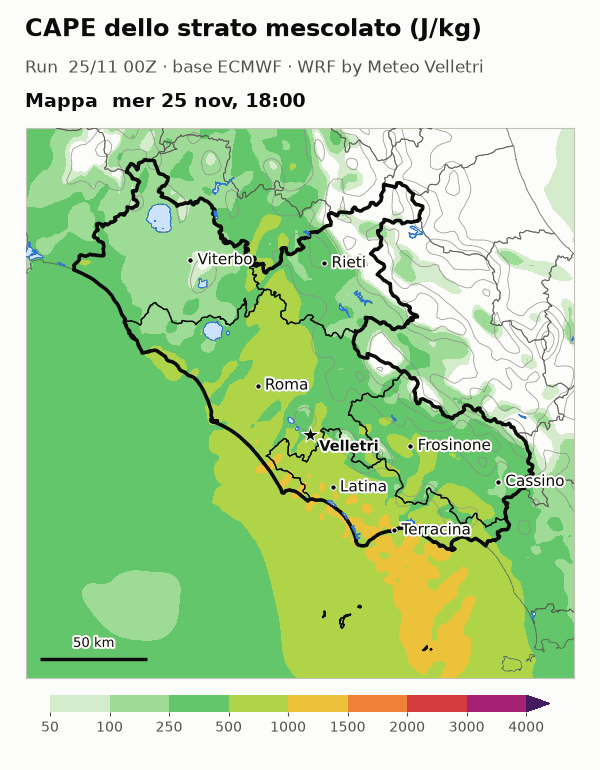 CAPE dello strato mescolato (J/kg)
Run 25/11 00Z · base ECMWF · WRF by Meteo Velletri
Mappa mer 25 nov, 18:00
Viterbo
Rieti
Roma
Velletri
Frosinone
Cassino
Latina
Terracina
50 km
50 100 250 500 1000 1500 2000 3000 4000